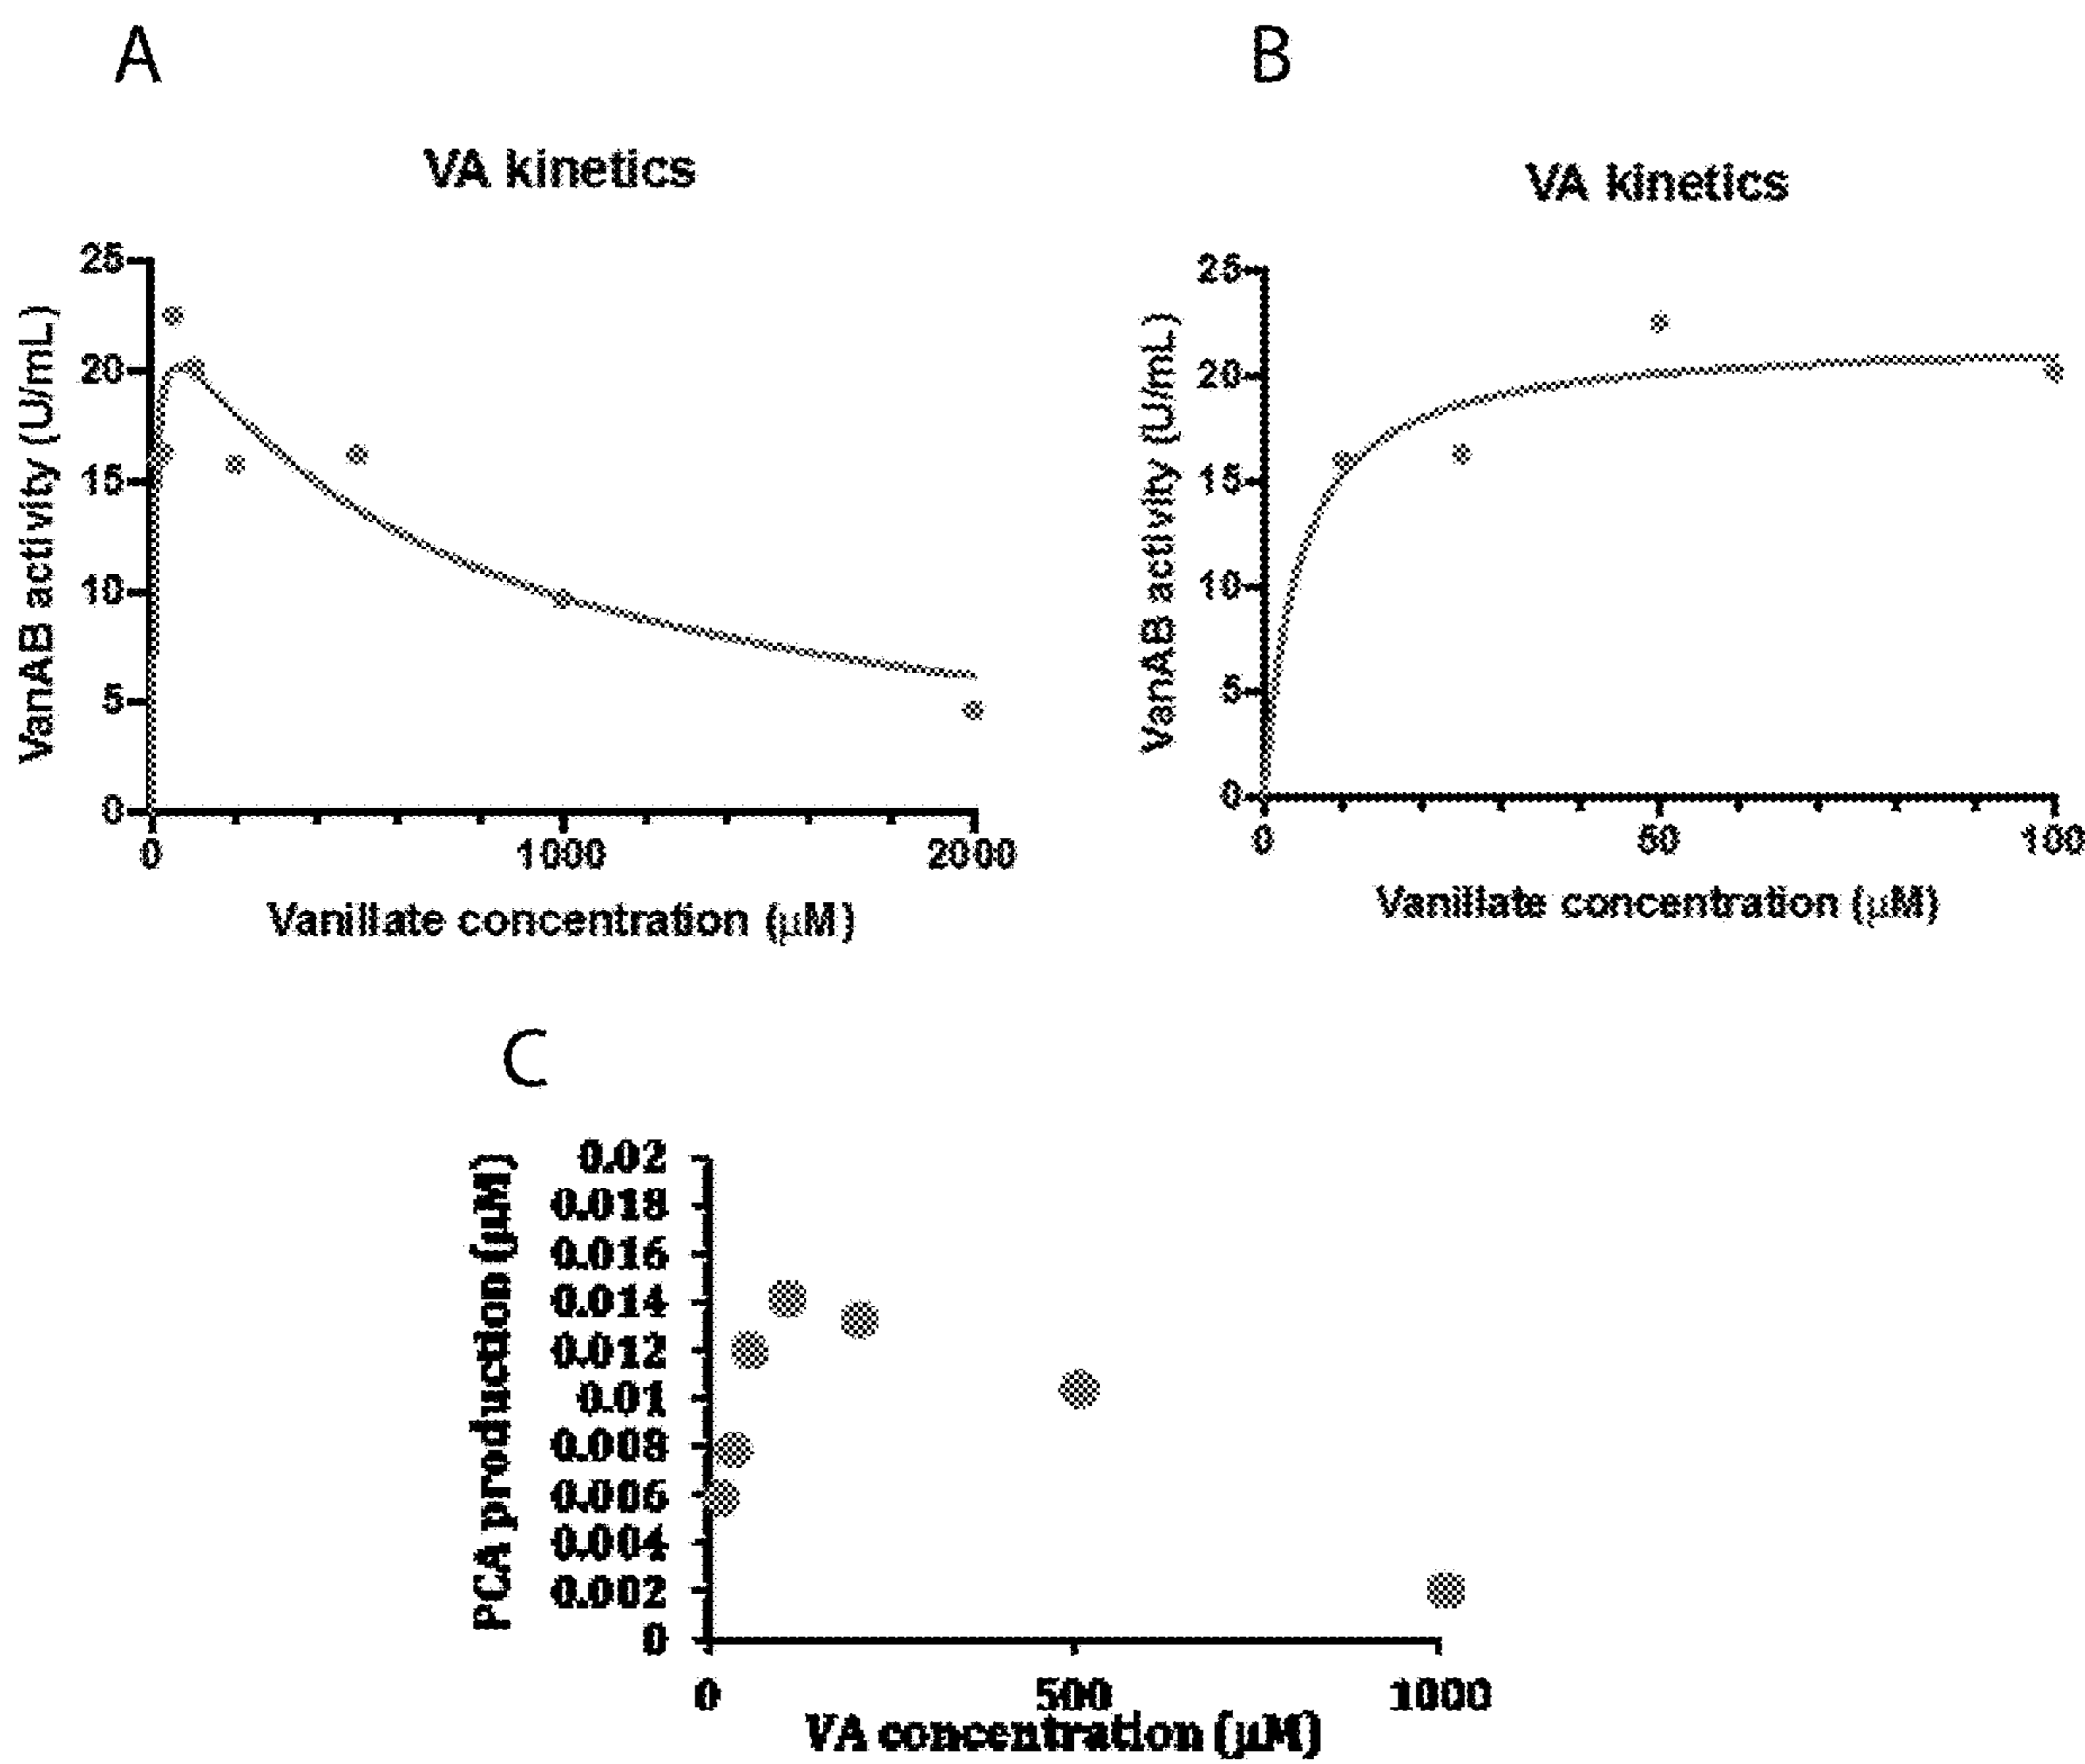 A
VA kinetics
VanAB activity (U/mL)
25
20
15
10
5
0
0 1000 2000
Vanillate concentration (μM)
B
VA kinetics
VanAB activity (U/mL)
25
20
15
10
5
0
0 50 100
Vanillate concentration (μM)
C
PCA production (μM)
0.02
0.018
0.016
0.014
0.012
0.01
0.008
0.006
0.004
0.002
0
0 500 1000
VA concentration (μM)